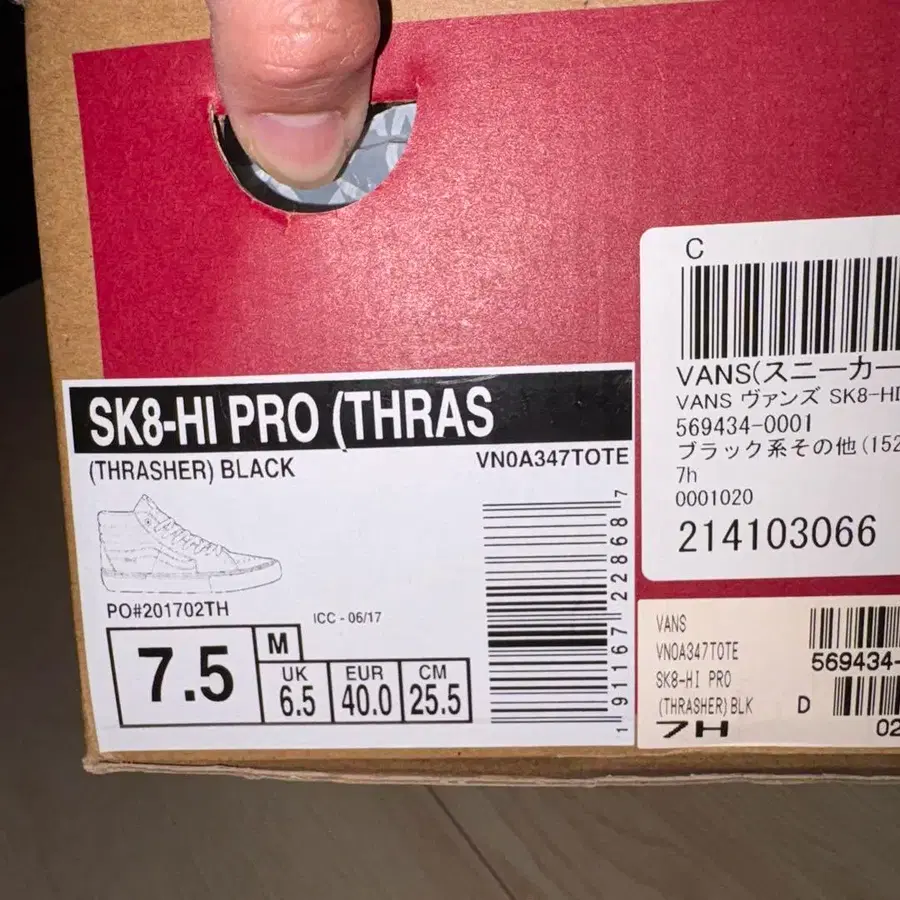 SK8-HI PRO (THRAS
(THRASHER) BLACK
VN0A347TOTE
PO#201702TH
ICC - 06/17
7.5
M
UK
6.5
EUR
40.0
CM
25.5
1 91167 22868 7
C
VANS(スニーカー
VANS ヴァンズ SK8-HI
569434-0001
ブラック系その他(152
7h
0001020
214103066
VANS
VN0A347TOTE
SK8-HI PRO
(THRASHER) BLK
7H
D
569434-
02